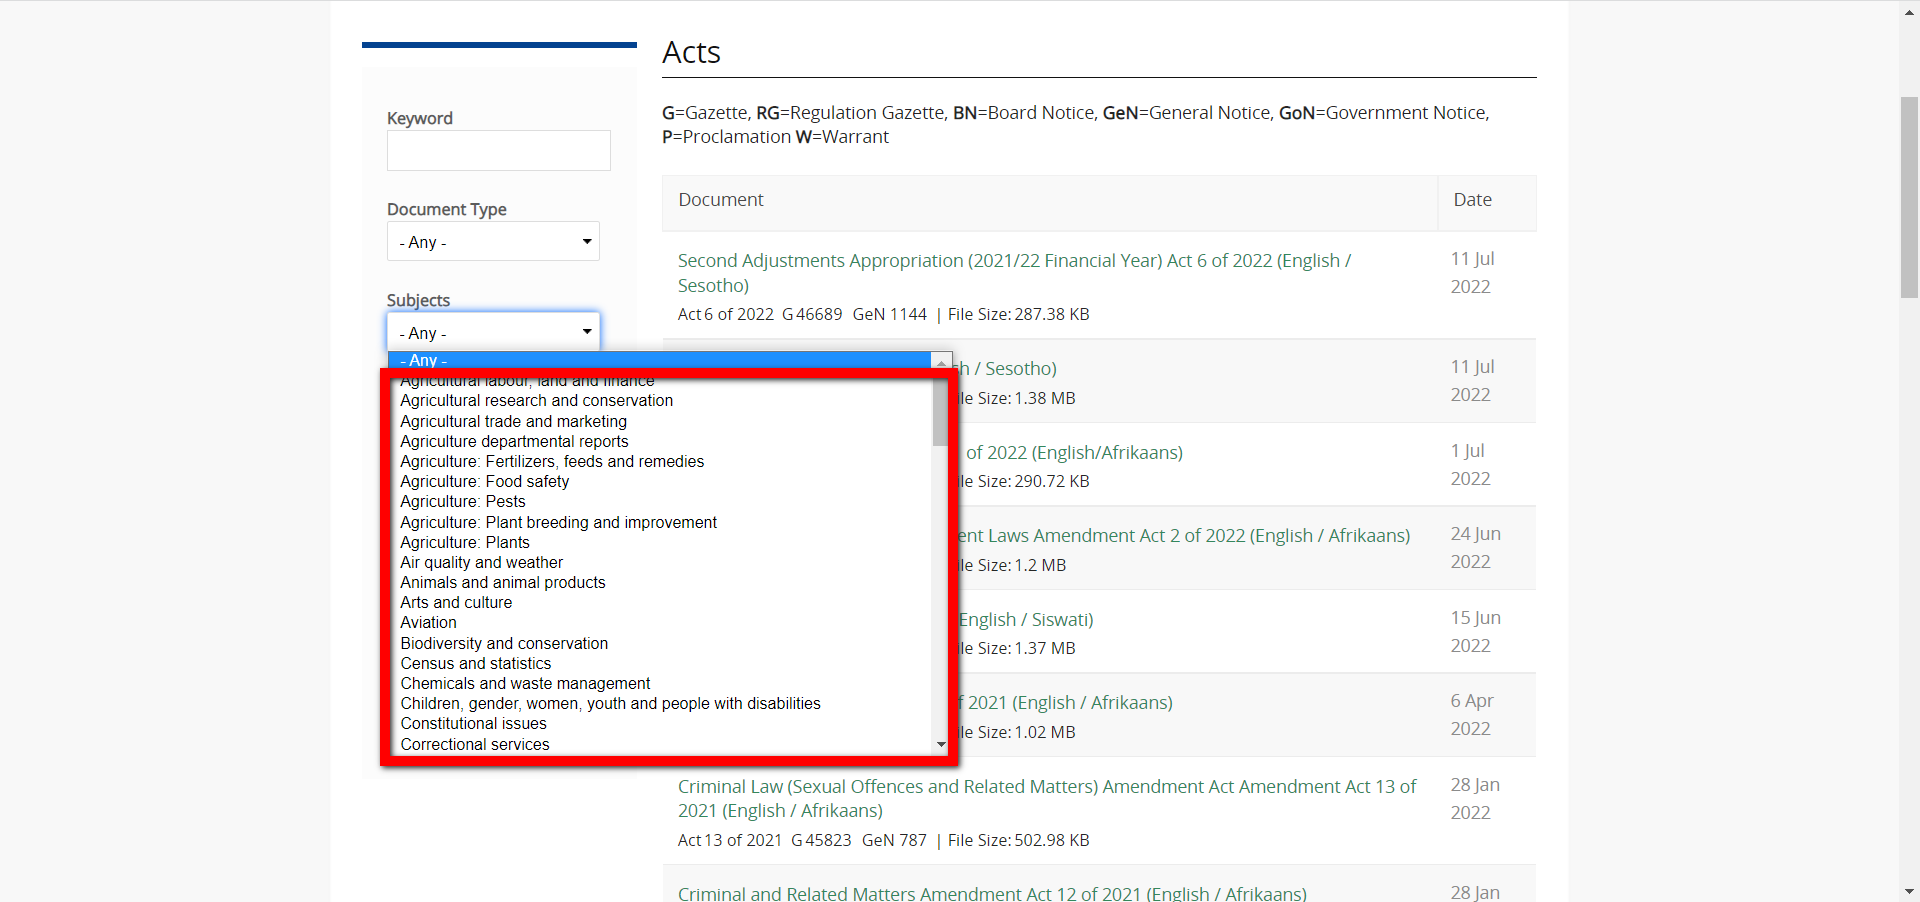 Acts
G=Gazette, RG=Regulation Gazette, BN=Board Notice, GeN=General Notice, GoN=Government Notice,
P=Proclamation W=Warrant
Keyword
Document Type
- Any -
Subjects
- Any -
- Any -
Agricultural labour, land and finance
Agricultural research and conservation
Agricultural trade and marketing
Agriculture departmental reports
Agriculture: Fertilizers, feeds and remedies
Agriculture: Food safety
Agriculture: Pests
Agriculture: Plant breeding and improvement
Agriculture: Plants
Air quality and weather
Animals and animal products
Arts and culture
Aviation
Biodiversity and conservation
Census and statistics
Chemicals and waste management
Children, gender, women, youth and people with disabilities
Constitutional issues
Correctional services
Document Date
Second Adjustments Appropriation (2021/22 Financial Year) Act 6 of 2022 (English / 11 Jul
Sesotho) 2022
Act 6 of 2022 G 46689 GeN 1144 | File Size: 287.38 KB
/ Sesotho) 11 Jul
Size: 1.38 MB 2022
of 2022 (English/Afrikaans) 1 Jul
Size: 290.72 KB 2022
Laws Amendment Act 2 of 2022 (English / Afrikaans) 24 Jun
Size: 1.2 MB 2022
English / Siswati) 15 Jun
Size: 1.37 MB 2022
2021 (English / Afrikaans) 6 Apr
Size: 1.02 MB 2022
Criminal Law (Sexual Offences and Related Matters) Amendment Act Amendment Act 13 of 28 Jan
2021 (English / Afrikaans) 2022
Act 13 of 2021 G 45823 GeN 787 | File Size: 502.98 KB
Criminal and Related Matters Amendment Act 12 of 2021 (English / Afrikaans) 28 Jan